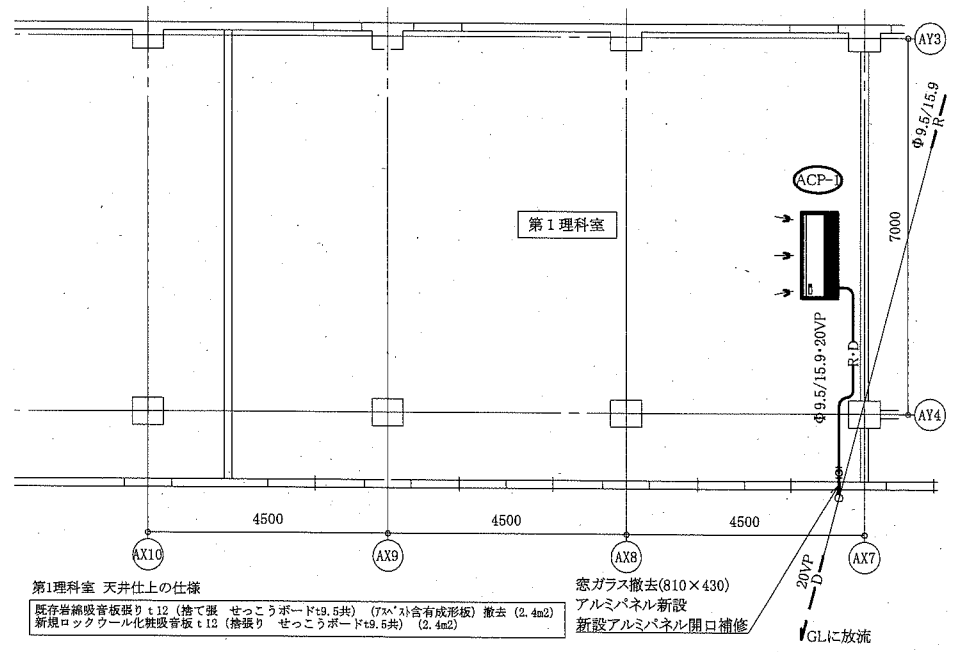 AY3
Φ9.5/15.9
R
ACP-1
第1理科室
7000
Φ9.5/15.9・20VP
R・D
AY4
4500
4500
4500
AX10
AX9
AX8
AX7
20VP
D
GLに放流
第1理科室 天井仕上の仕様
既存岩綿吸音板張りt12(捨て張 せっこうボードt9.5共)(アスベスト含有成形板)撤去(2.4m2)
新規ロックウール化粧吸音板t12(捨張り せっこうボードt9.5共)(2.4m2)
窓ガラス撤去(810×430)
アルミパネル新設
新設アルミパネル開口補修